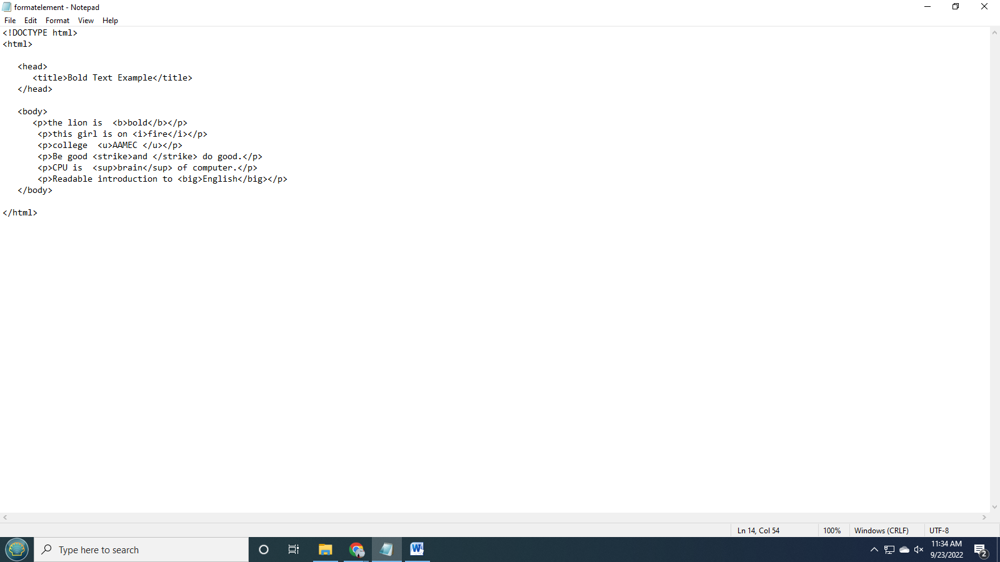 formatelement - Notepad
File Edit Format View Help
<!DOCTYPE html>
<html>
<head>
<title>Bold Text Example</title>
</head>
<body>
<p>the lion is  <b>bold</b></p>
<p>this girl is on <i>fire</i></p>
<p>college  <u>AAMEC </u></p>
<p>Be good <strike>and </strike> do good.</p>
<p>CPU is  <sup>brain</sup> of computer.</p>
<p>Readable introduction to <big>English</big></p>
</body>
</html>
Ln 14, Col 54 100% Windows (CRLF) UTF-8
Type here to search
11:34 AM
9/23/2022
2